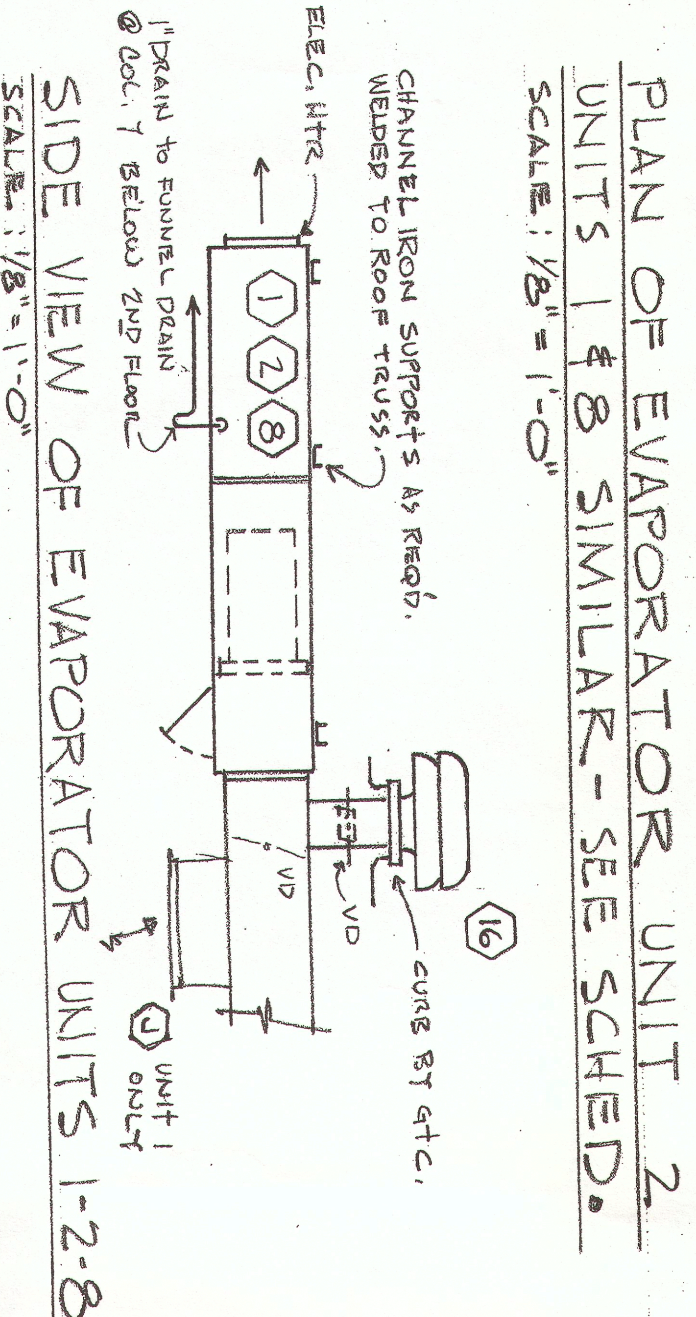 PLAN OF EVAPORATOR UNIT 2
UNITS 1 & 8 SIMILAR - SEE SCHED.
SCALE: 1/8" = 1'-0"
CHANNEL IRON SUPPORTS AS REQ'D.
WELDED TO ROOF TRUSS.
ELEC. HTR
16
CURB BY G+C.
VD
VD
1 2 8
1" DRAIN TO FUNNEL DRAIN
@ COL. 7 BELOW 2ND FLOOR
J UNIT 1
ONLY
SIDE VIEW OF EVAPORATOR UNITS 1-2-8
SCALE: 1/8" = 1'-0"